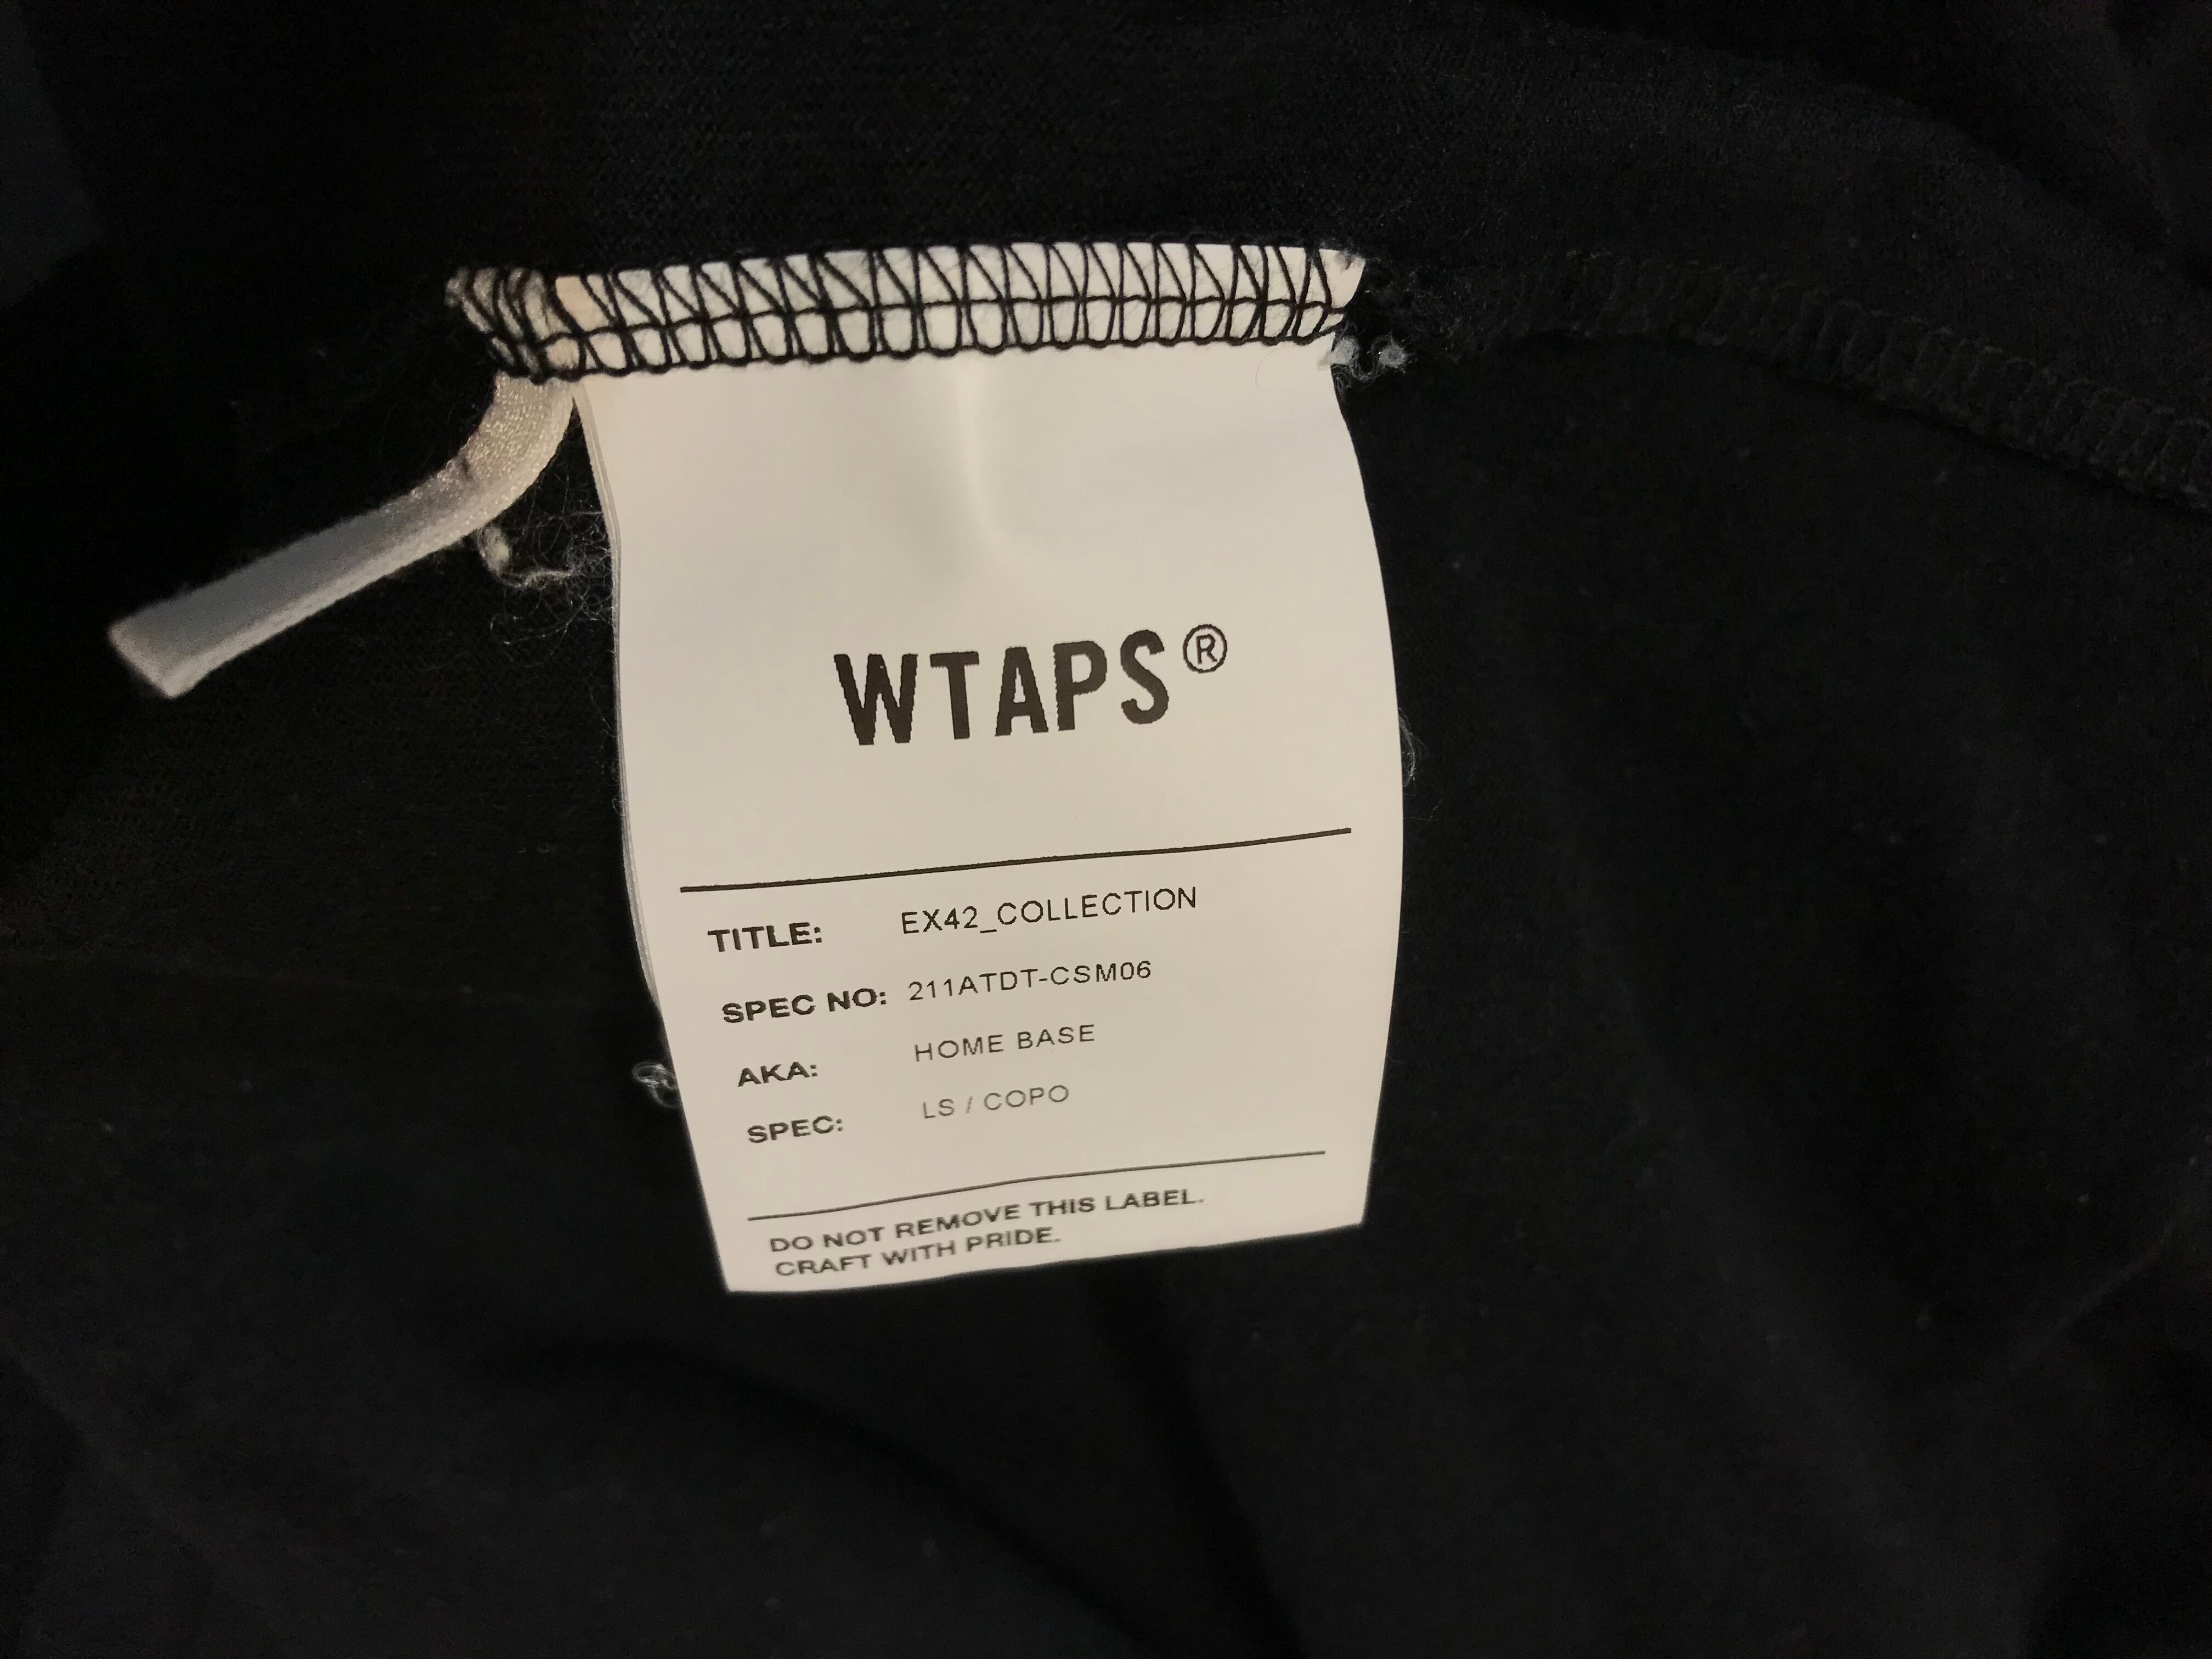 WTAPS®
TITLE: EX42_COLLECTION
SPEC NO: 211ATDT-CSM06
AKA: HOME BASE
SPEC: LS / COPO
DO NOT REMOVE THIS LABEL.
CRAFT WITH PRIDE.